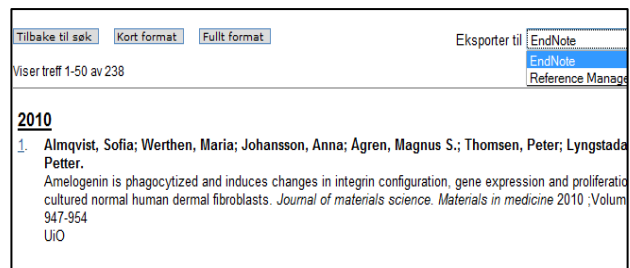 Tilbake til søk Kort format Fullt format Eksporter til EndNote
EndNote
Viser treff 1-50 av 238
Reference Manage
2010
1. Almqvist, Sofia; Werthen, Maria; Johansson, Anna; Ågren, Magnus S.; Thomsen, Peter; Lyngstada
Petter.
Amelogenin is phagocytized and induces changes in integrin configuration, gene expression and proliferatio
cultured normal human dermal fibroblasts. Journal of materials science. Materials in medicine 2010 ;Volum
947-954
UiO